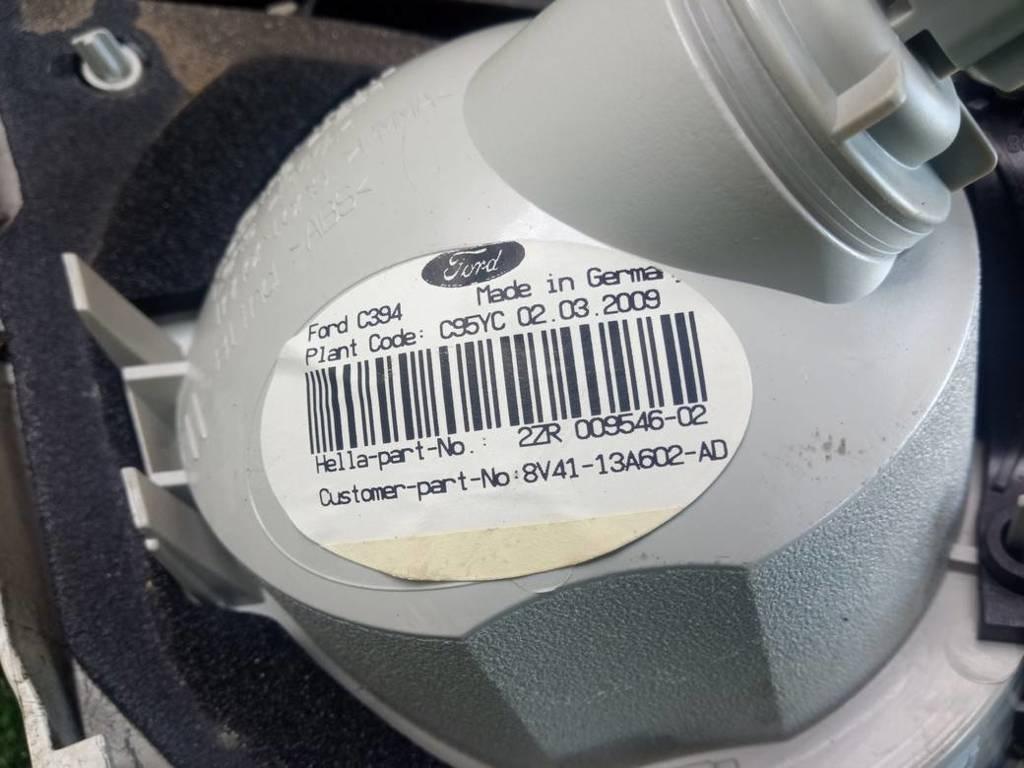 -ABS<
Ford
Made in Germa
Ford C394
Plant Code: C95YC 02.03.2009
Hella-part-No.: 2ZR 009546-02
Customer-part-No:8V41-13A602-AD